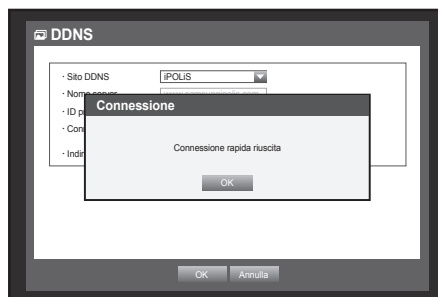 DDNS
· Sito DDNS iPOLiS
· Nome server
· ID p
· Con
· Indir
Connessione
Connessione rapida riuscita
OK
OK Annulla